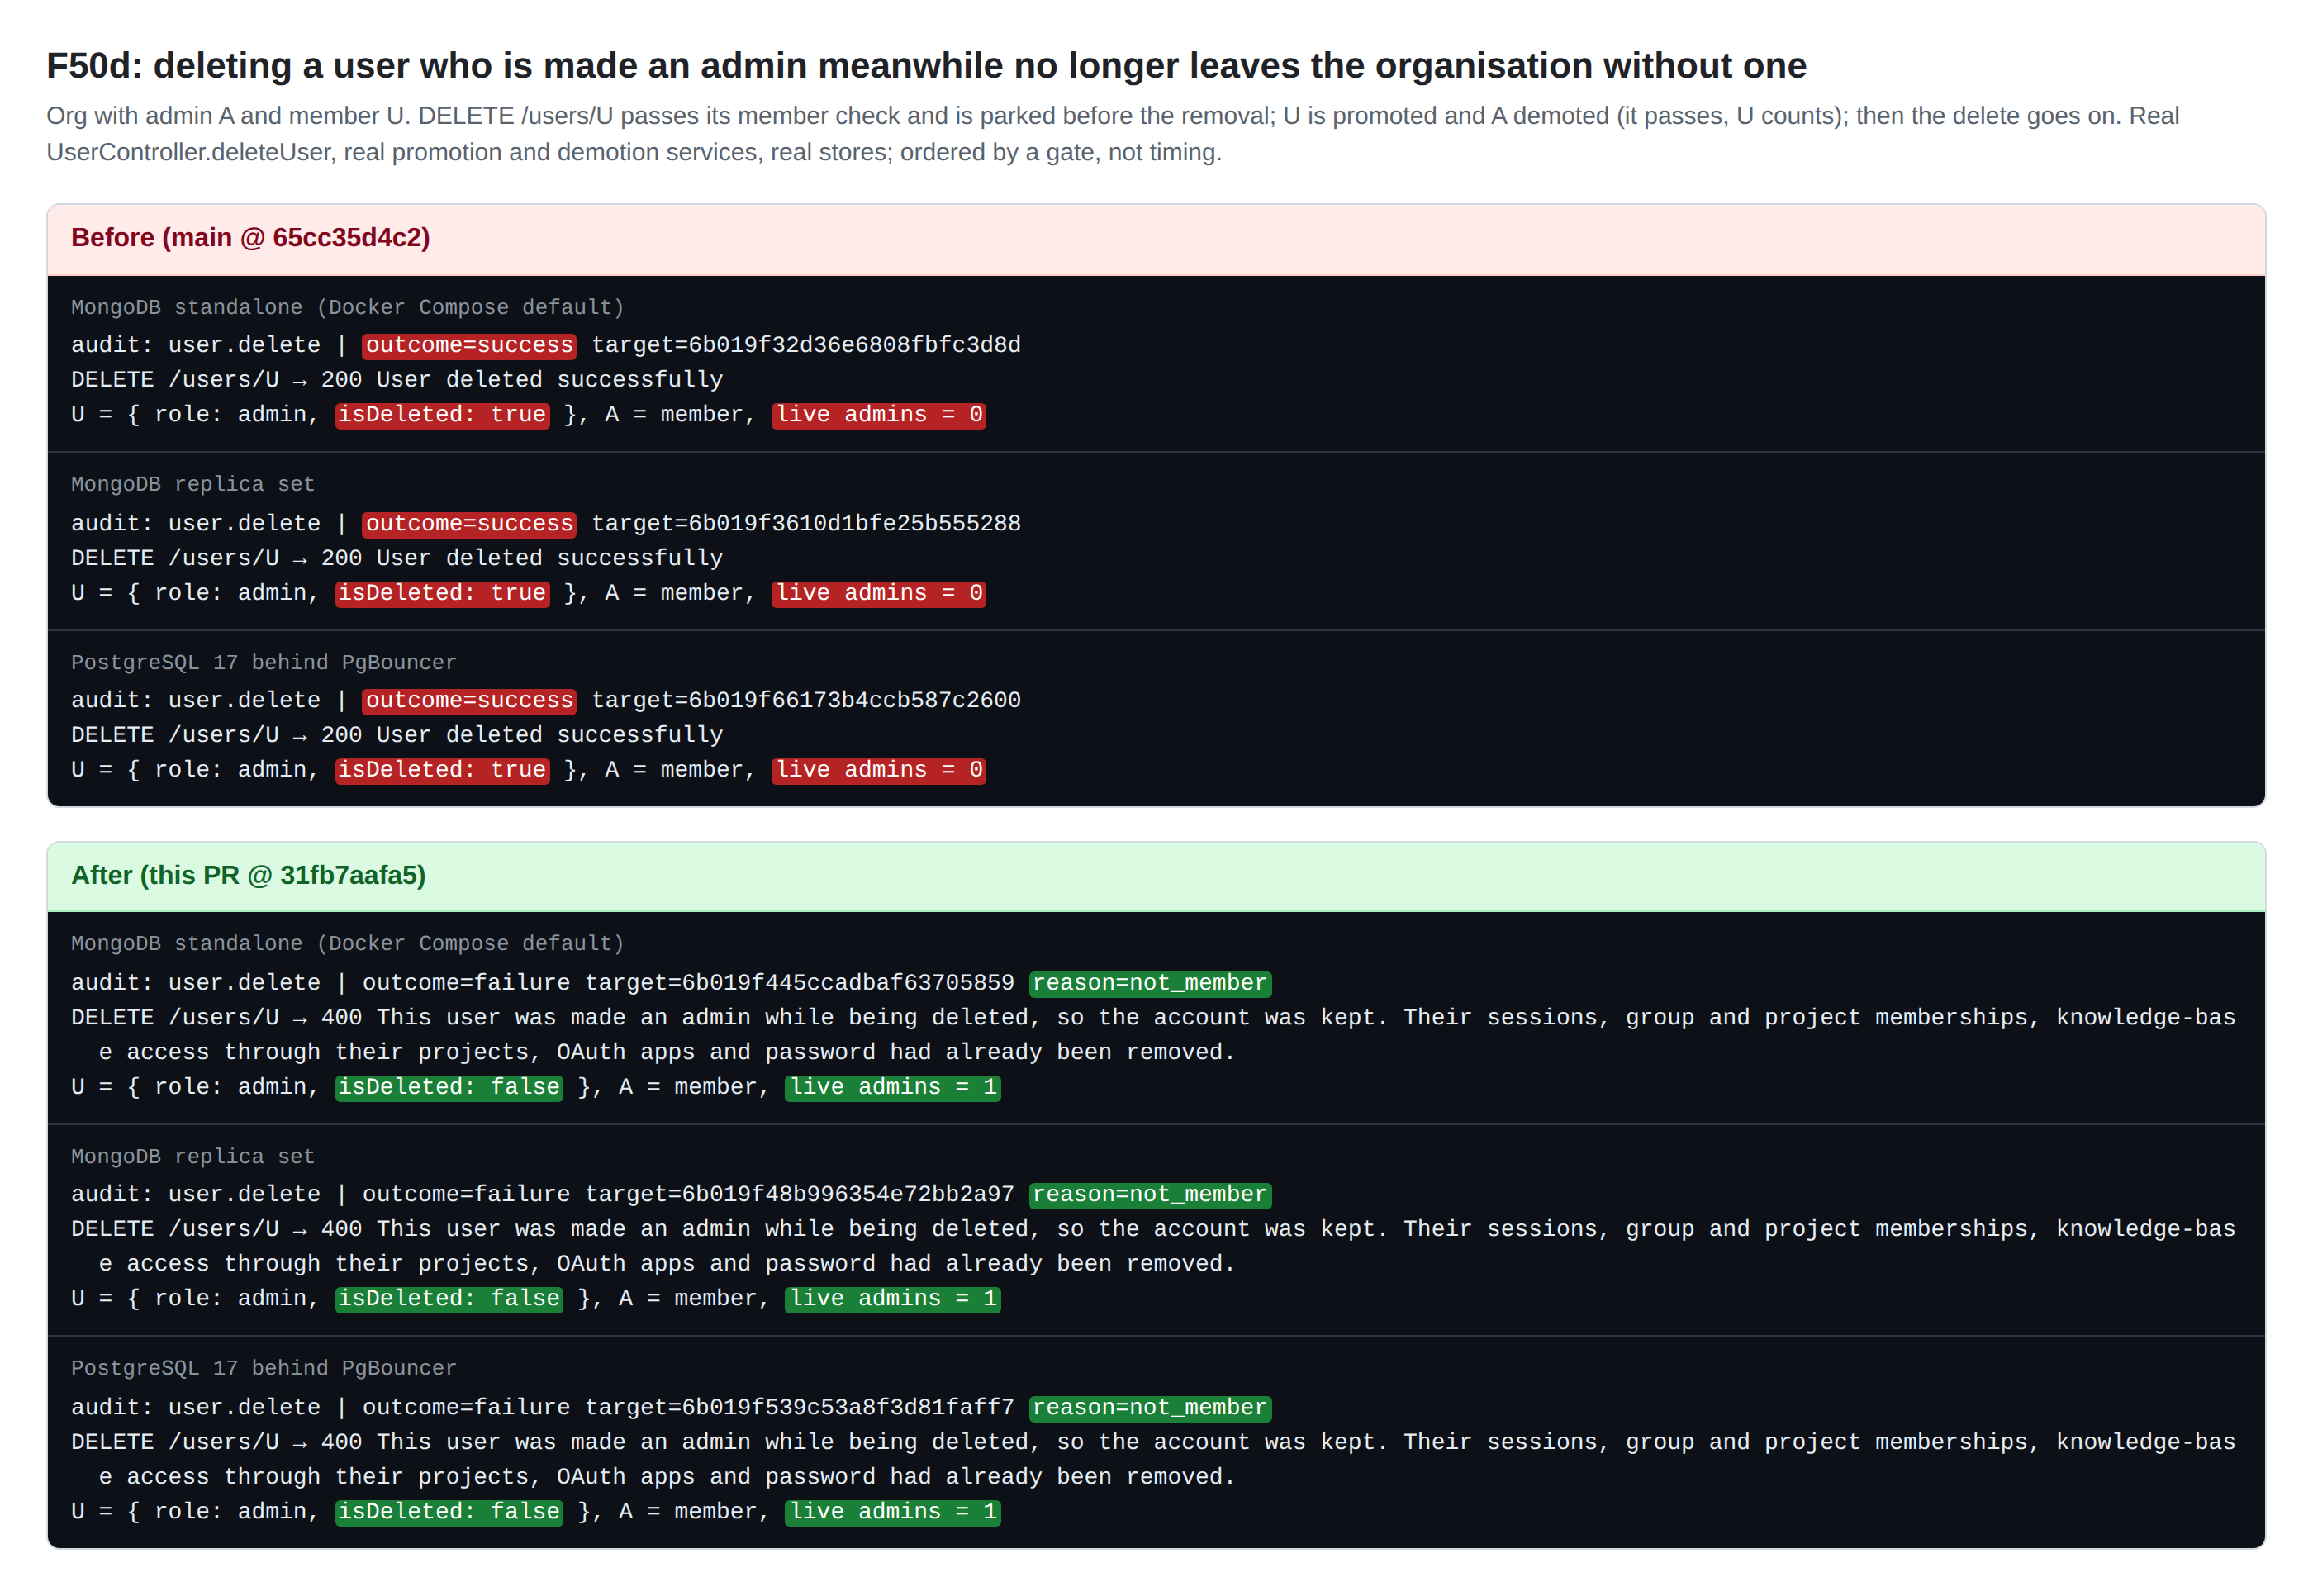 F50d: deleting a user who is made an admin meanwhile no longer leaves the organisation without one
Org with admin A and member U. DELETE /users/U passes its member check and is parked before the removal; U is promoted and A demoted (it passes, U counts); then the delete goes on. Real
UserController.deleteUser, real promotion and demotion services, real stores; ordered by a gate, not timing.
Before (main @ 65cc35d4c2)
MongoDB standalone (Docker Compose default)
audit: user.delete | outcome=success target=6b019f32d36e6808fbfc3d8d
DELETE /users/U → 200 User deleted successfully
U = { role: admin, isDeleted: true }, A = member, live admins = 0
MongoDB replica set
audit: user.delete | outcome=success target=6b019f3610d1bfe25b555288
DELETE /users/U → 200 User deleted successfully
U = { role: admin, isDeleted: true }, A = member, live admins = 0
PostgreSQL 17 behind PgBouncer
audit: user.delete | outcome=success target=6b019f66173b4ccb587c2600
DELETE /users/U → 200 User deleted successfully
U = { role: admin, isDeleted: true }, A = member, live admins = 0
After (this PR @ 31fb7aafa5)
MongoDB standalone (Docker Compose default)
audit: user.delete | outcome=failure target=6b019f445ccadbaf63705859 reason=not_member
DELETE /users/U → 400 This user was made an admin while being deleted, so the account was kept. Their sessions, group and project memberships, knowledge-bas
e access through their projects, OAuth apps and password had already been removed.
U = { role: admin, isDeleted: false }, A = member, live admins = 1
MongoDB replica set
audit: user.delete | outcome=failure target=6b019f48b996354e72bb2a97 reason=not_member
DELETE /users/U → 400 This user was made an admin while being deleted, so the account was kept. Their sessions, group and project memberships, knowledge-bas
e access through their projects, OAuth apps and password had already been removed.
U = { role: admin, isDeleted: false }, A = member, live admins = 1
PostgreSQL 17 behind PgBouncer
audit: user.delete | outcome=failure target=6b019f539c53a8f3d81faff7 reason=not_member
DELETE /users/U → 400 This user was made an admin while being deleted, so the account was kept. Their sessions, group and project memberships, knowledge-bas
e access through their projects, OAuth apps and password had already been removed.
U = { role: admin, isDeleted: false }, A = member, live admins = 1